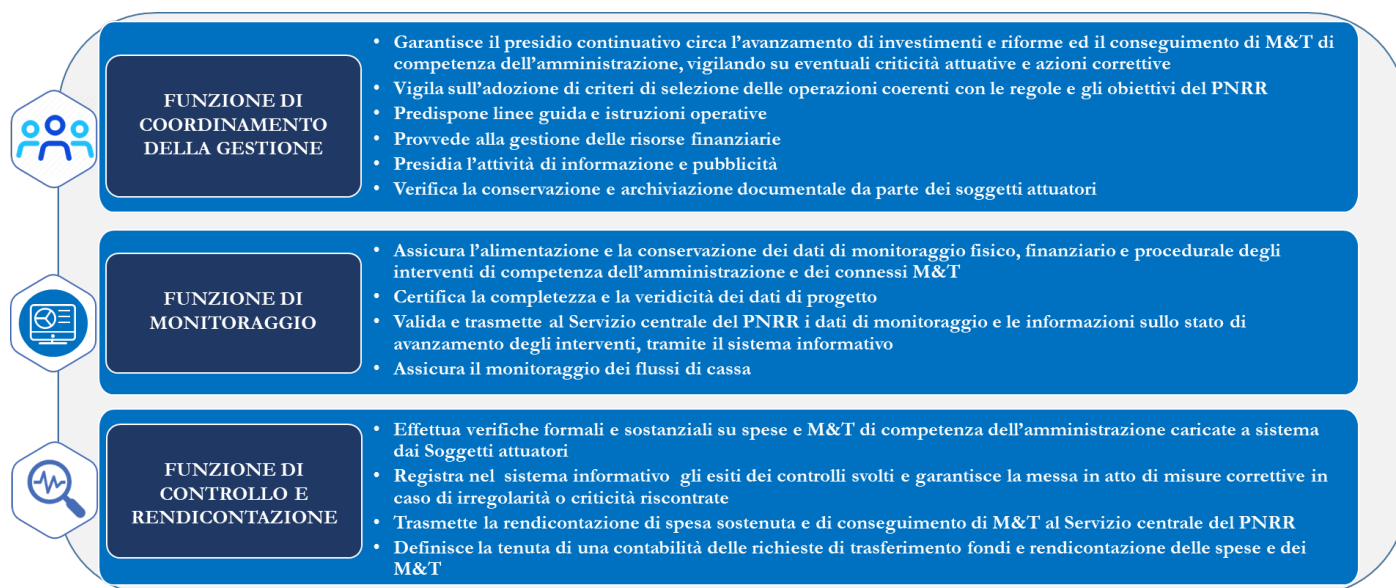 FUNZIONE DI
COORDINAMENTO
DELLA GESTIONE
• Garantisce il presidio continuativo circa l'avanzamento di investimenti e riforme ed il conseguimento di M&T di
competenza dell'amministrazione, vigilando su eventuali criticità attuative e azioni correttive
• Vigila sull'adozione di criteri di selezione delle operazioni coerenti con le regole e gli obiettivi del PNRR
• Predispone linee guida e istruzioni operative
• Provvede alla gestione delle risorse finanziarie
• Presidia l'attività di informazione e pubblicità
• Verifica la conservazione e archiviazione documentale da parte dei soggetti attuatori
FUNZIONE DI
MONITORAGGIO
• Assicura l'alimentazione e la conservazione dei dati di monitoraggio fisico, finanziario e procedurale degli
interventi di competenza dell'amministrazione e dei connessi M&T
• Certifica la completezza e la veridicità dei dati di progetto
• Valida e trasmette al Servizio centrale del PNRR i dati di monitoraggio e le informazioni sullo stato di
avanzamento degli interventi, tramite il sistema informativo
• Assicura il monitoraggio dei flussi di cassa
FUNZIONE DI
CONTROLLO E
RENDICONTAZIONE
• Effettua verifiche formali e sostanziali su spese e M&T di competenza dell'amministrazione caricate a sistema
dai Soggetti attuatori
• Registra nel sistema informativo gli esiti dei controlli svolti e garantisce la messa in atto di misure correttive in
caso di irregolarità o criticità riscontrate
• Trasmette la rendicontazione di spesa sostenuta e di conseguimento di M&T al Servizio centrale del PNRR
• Definisce la tenuta di una contabilità delle richieste di trasferimento fondi e rendicontazione delle spese e dei
M&T